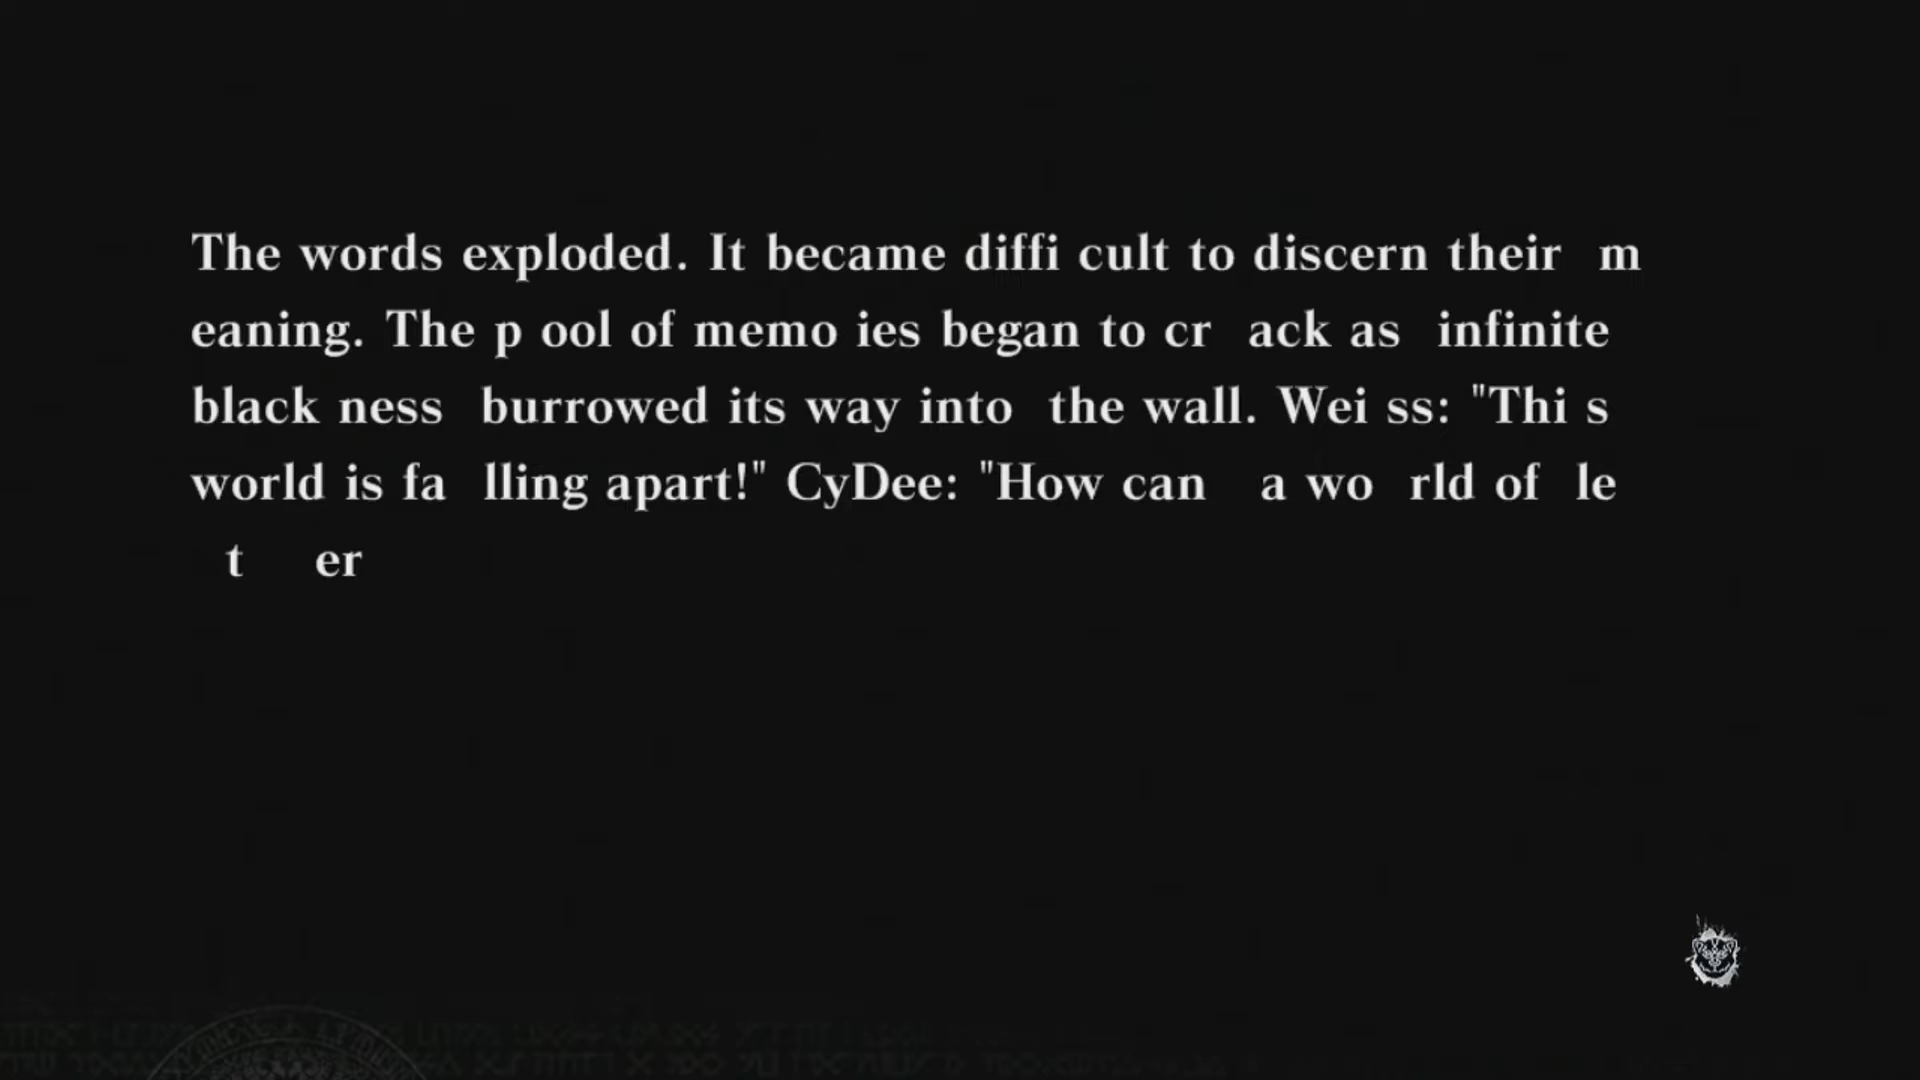 The words exploded. It became diffi cult to discern their  m
eaning. The p ool of memo ies began to cr  ack as  infinite
black ness  burrowed its way into  the wall. Wei ss: "Thi s
world is fa  lling apart!" CyDee: "How can   a wo  rld of  le
  t    er